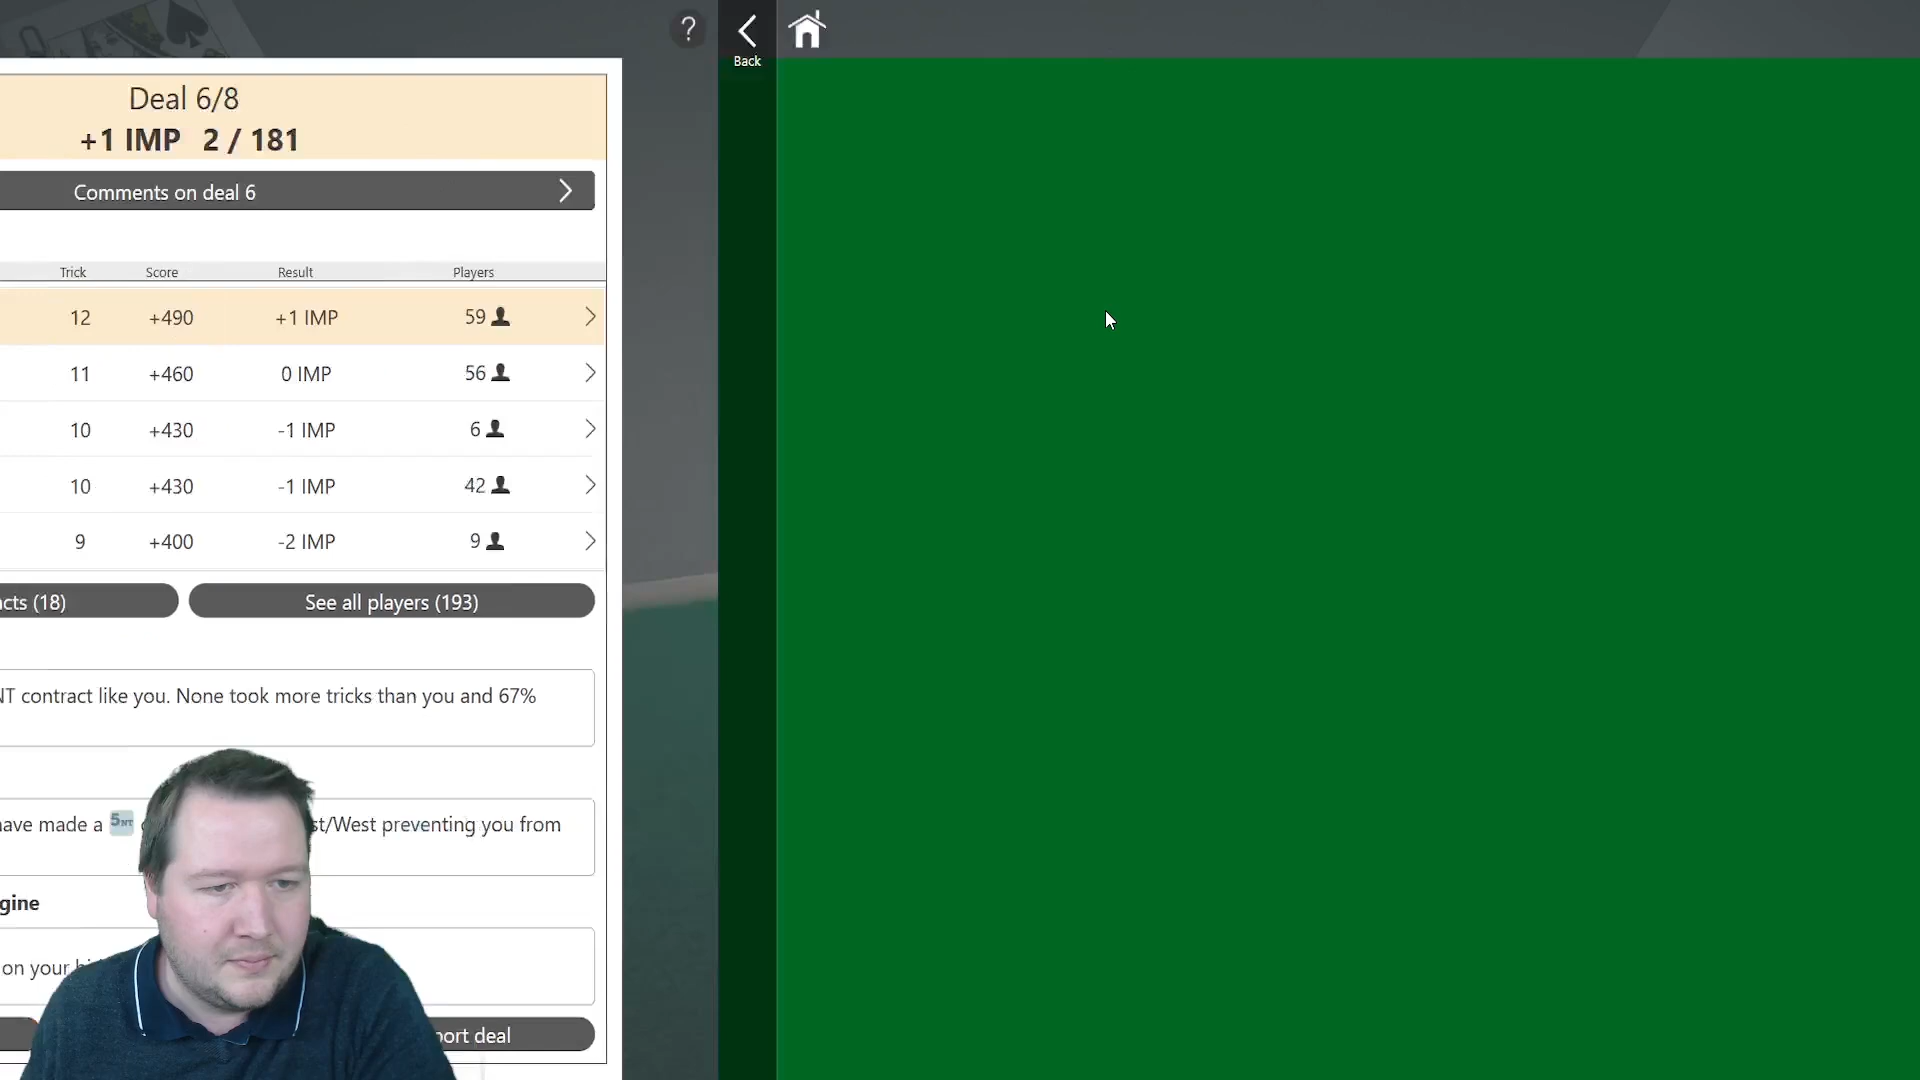 ?
Back
Deal 6/8
+1 IMP 2 / 181
Comments on deal 6
Trick Score Result Players
12 +490 +1 IMP 59
11 +460 0 IMP 56
10 +430 -1 IMP 6
10 +430 -1 IMP 42
9 +400 -2 IMP 9
cts (18) See all players (193)
NT contract like you. None took more tricks than you and 67%
have made a 5NT st/West preventing you from
gine
on your
port deal